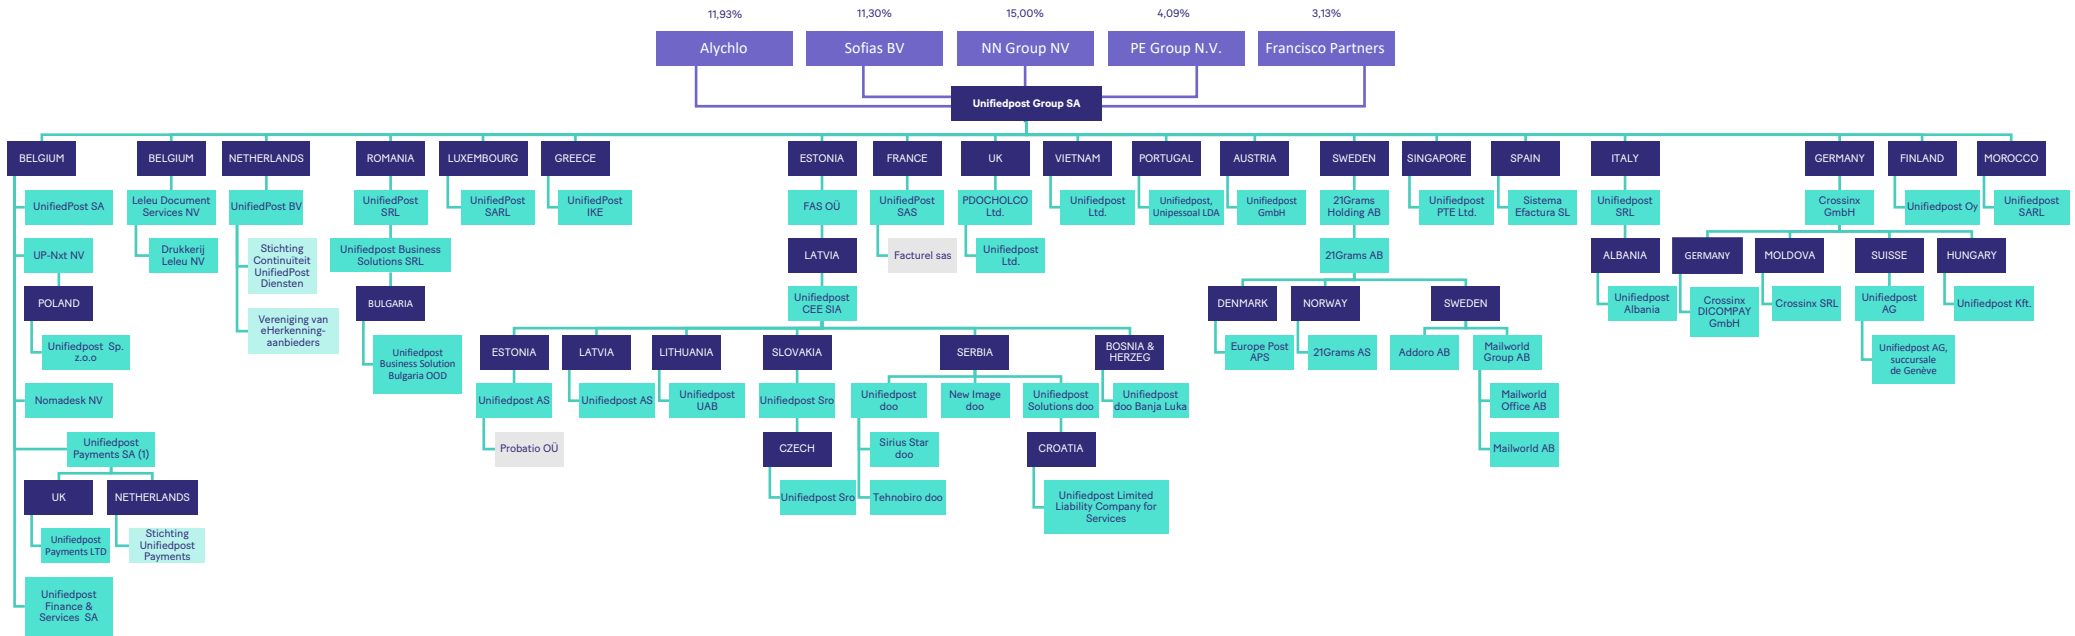 11,93%
11,30%
15,00%
4,09%
3,13%
Alychlo
Sofias BV
NN Group NV
PE Group N.V.
Francisco Partners
Unifiedpost Group SA
BELGIUM
BELGIUM
NETHERLANDS
ROMANIA
LUXEMBOURG
GREECE
ESTONIA
FRANCE
UK
VIETNAM
PORTUGAL
AUSTRIA
SWEDEN
SINGAPORE
SPAIN
ITALY
GERMANY
FINLAND
MOROCCO
UnifiedPost SA
Leleu Document
Services NV
UnifiedPost BV
UnifiedPost
SRL
UnifiedPost
SARL
UnifiedPost
IKE
FAS OÜ
UnifiedPost
SAS
PDOCHOLCO
Ltd.
Unifiedpost
Ltd.
Unifiedpost,
Unipessoal LDA
Unifiedpost
GmbH
21Grams
Holding AB
Unifiedpost
PTE Ltd.
Sistema
Efactura SL
Unifiedpost
SRL
Crossinx
GmbH
Unifiedpost Oy
Unifiedpost
SARL
UP-Nxt NV
Drukkerij
Leleu NV
Stichting
Continuïteit
UnifiedPost
Diensten
Unifiedpost Business
Solutions SRL
LATVIA
Facturel sas
Unifiedpost
Ltd.
21Grams AB
ALBANIA
GERMANY
MOLDOVA
SUISSE
HUNGARY
POLAND
Vereniging van
eHerkenning-
aanbieders
BULGARIA
Unifiedpost
CEE SIA
DENMARK
NORWAY
SWEDEN
Unifiedpost
Albania
Crossinx
DICOMPAY
GmbH
Crossinx SRL
Unifiedpost
AG
Unifiedpost Kft.
Unifiedpost Sp.
z.o.o
Unifiedpost
Business Solution
Bulgaria OOD
ESTONIA
LATVIA
LITHUANIA
SLOVAKIA
SERBIA
BOSNIA &
HERZEG
Europe Post
APS
21Grams AS
Addoro AB
Mailworld
Group AB
Unifiedpost AG,
succursale
de Genève
Nomadesk NV
Unifiedpost AS
Unifiedpost AS
Unifiedpost
UAB
Unifiedpost Sro
Unifiedpost
doo
New Image
doo
Unifiedpost
Solutions doo
Unifiedpost
doo Banja Luka
Mailworld
Office AB
Unifiedpost
Payments SA (1)
Probatio OÜ
CZECH
Sirius Star
doo
CROATIA
Mailworld AB
UK
NETHERLANDS
Unifiedpost Sro
Tehnobiro doo
Unifiedpost Limited
Liability Company for
Services
Unifiedpost
Payments LTD
Stichting
Unifiedpost
Payments
Unifiedpost
Finance &
Services SA